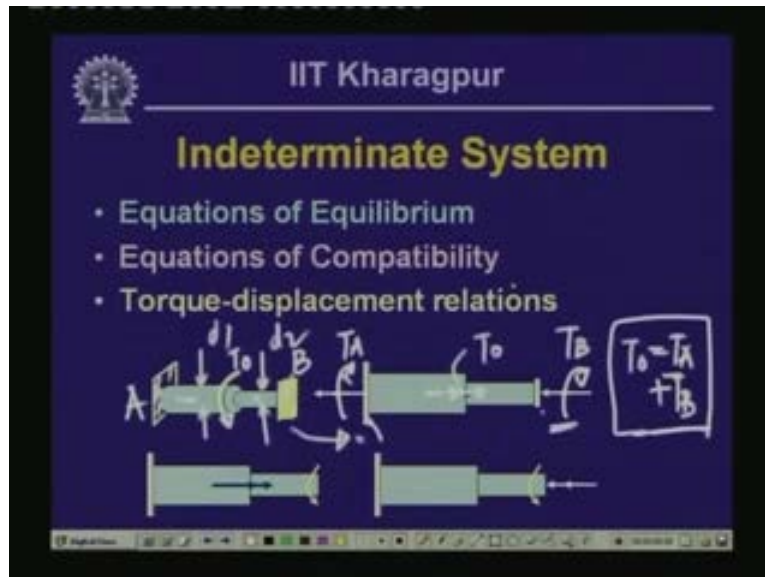 IIT Kharagpur
Indeterminate System
• Equations of Equilibrium
• Equations of Compatibility
• Torque-displacement relations
d1 d2
T0 B TA T0 TB T0 = TA
A + TB